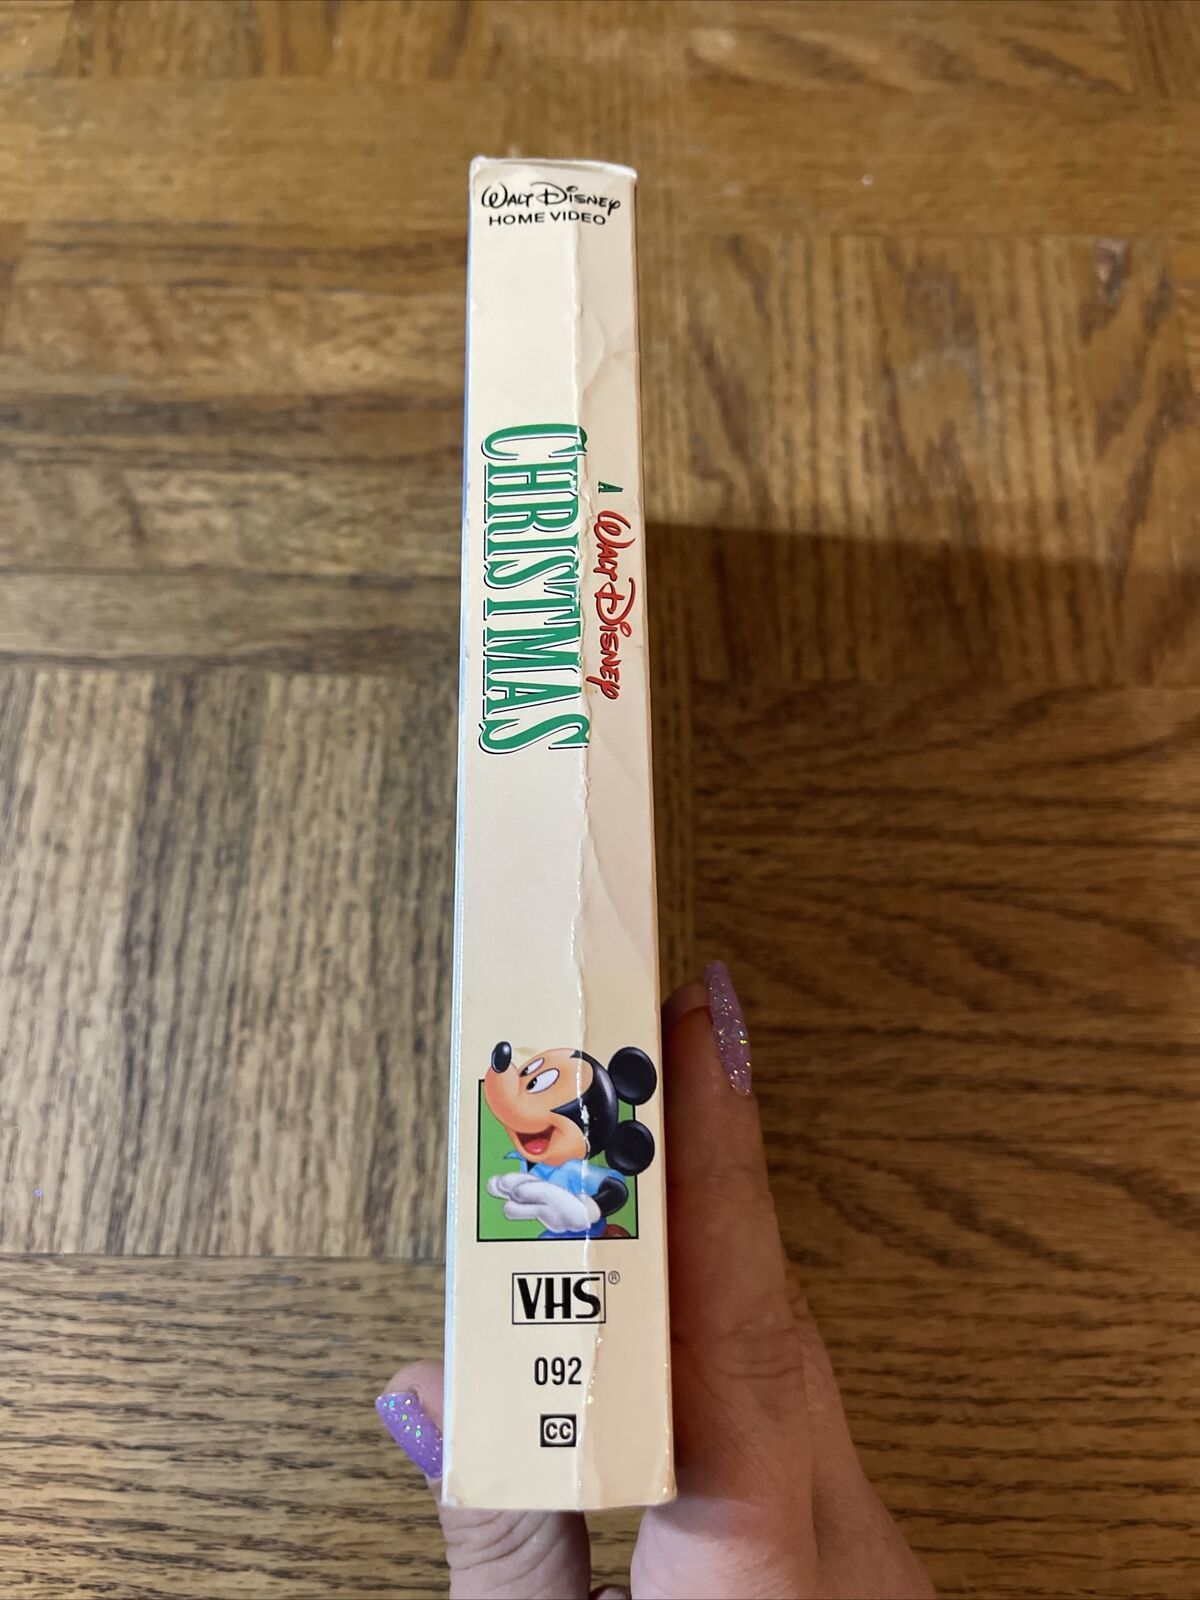 WALT DISNEY
HOME VIDEO
A WALT DISNEY
CHRISTMAS
VHS®
092
CC